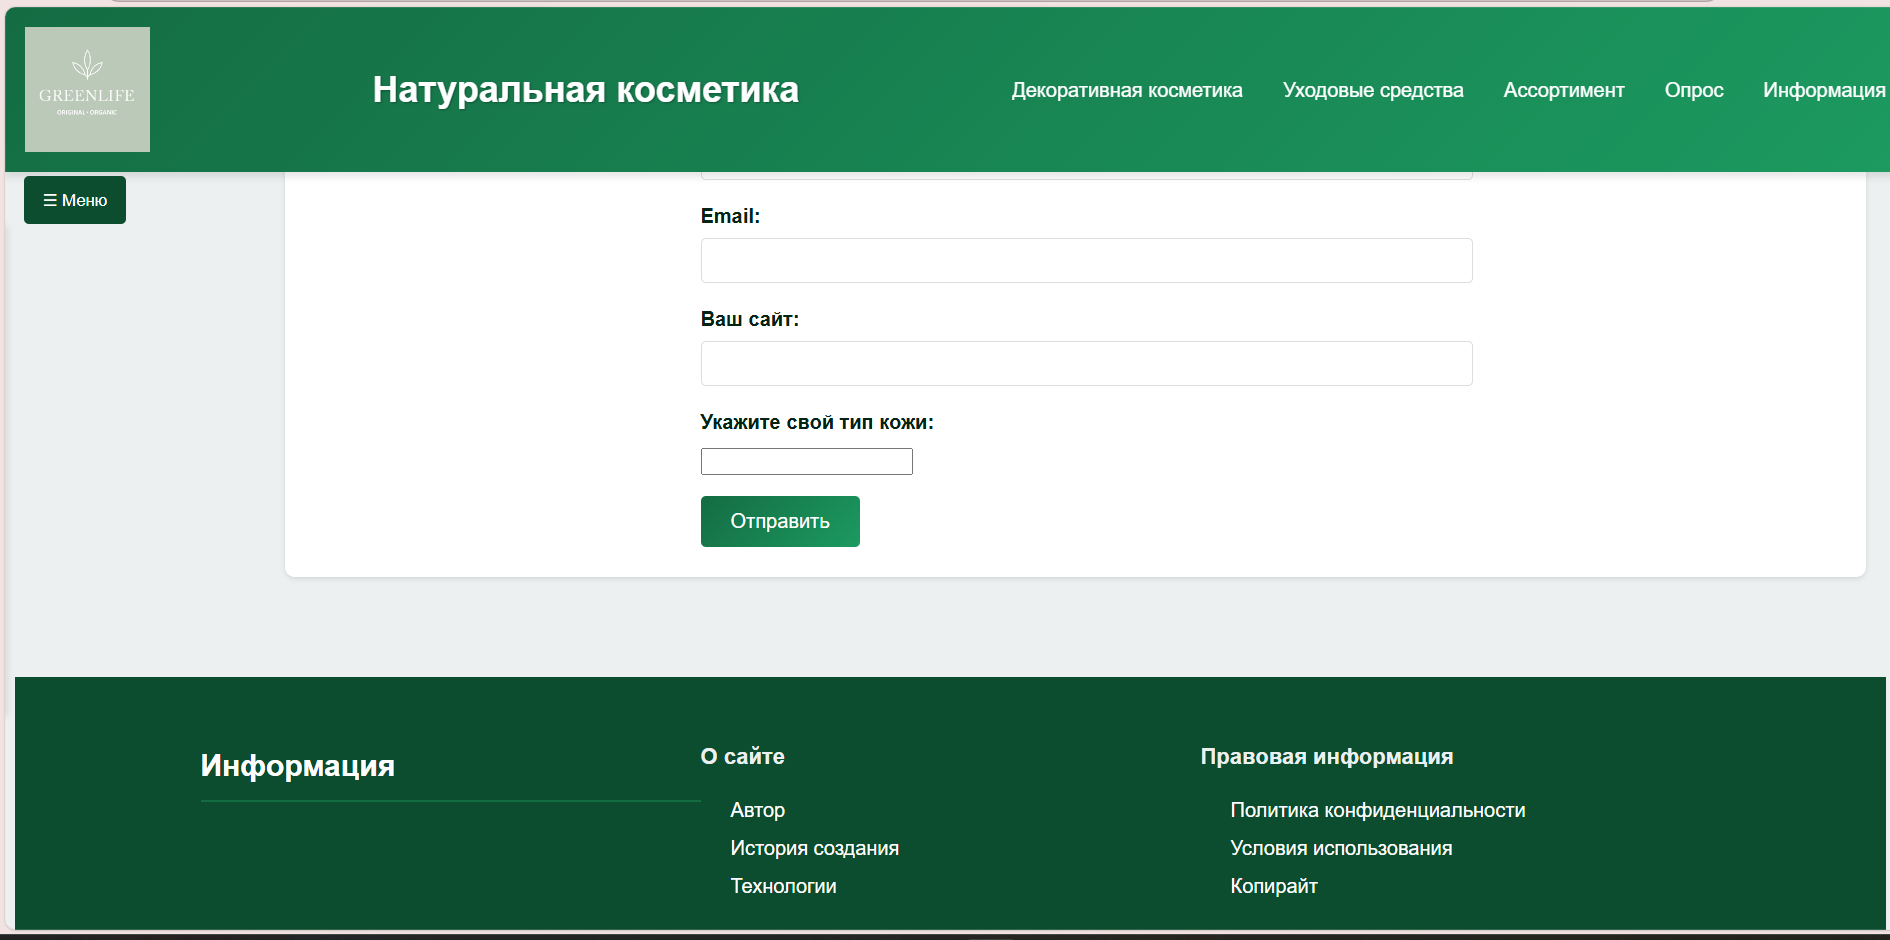 GREENLIFE
ORIGINAL • ORGANIC
Натуральная косметика
Декоративная косметика
Уходовые средства
Ассортимент
Опрос
Информация
☰ Меню
Email:
Ваш сайт:
Укажите свой тип кожи:
Отправить
Информация
О сайте
Автор
История создания
Технологии
Правовая информация
Политика конфиденциальности
Условия использования
Копирайт